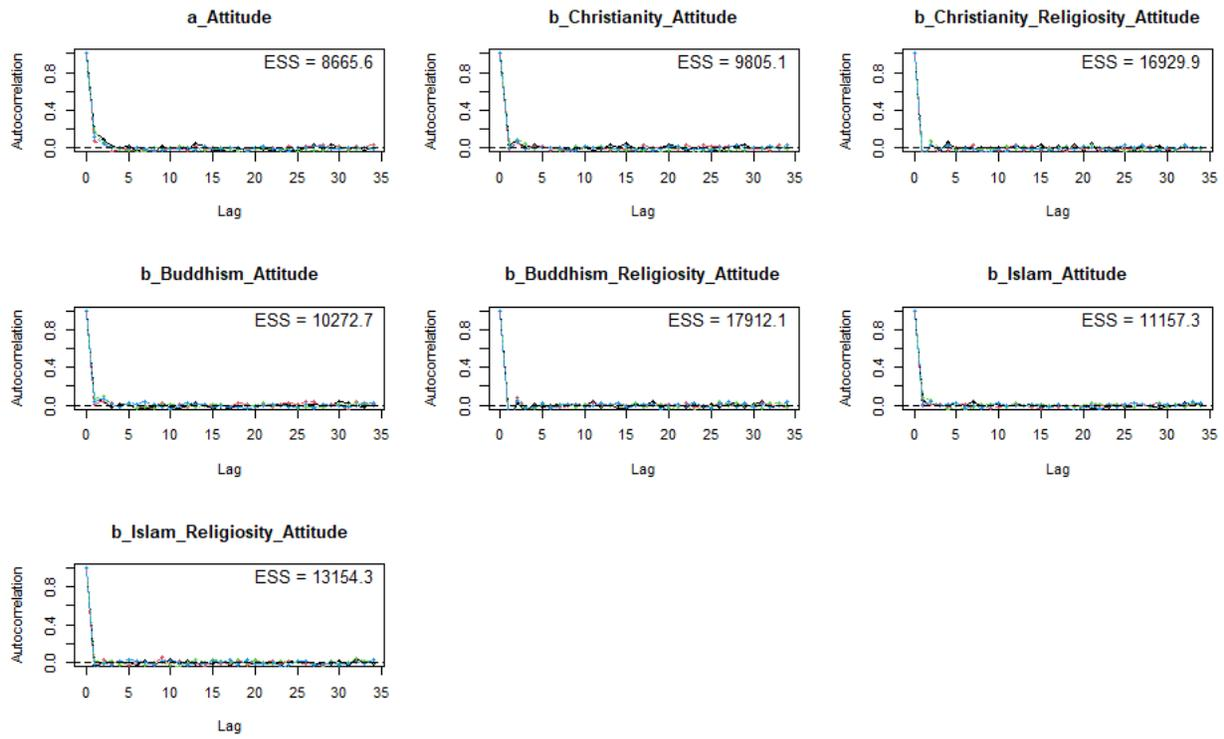 a_Attitude
b_Christianity_Attitude
b_Christianity_Religiosity_Attitude
Autocorrelation
0.0 0.4 0.8
ESS = 8665.6
0 5 10 15 20 25 30 35
Lag
Autocorrelation
0.0 0.4 0.8
ESS = 9805.1
0 5 10 15 20 25 30 35
Lag
Autocorrelation
0.0 0.4 0.8
ESS = 16929.9
0 5 10 15 20 25 30 35
Lag
b_Buddhism_Attitude
b_Buddhism_Religiosity_Attitude
b_Islam_Attitude
Autocorrelation
0.0 0.4 0.8
ESS = 10272.7
0 5 10 15 20 25 30 35
Lag
Autocorrelation
0.0 0.4 0.8
ESS = 17912.1
0 5 10 15 20 25 30 35
Lag
Autocorrelation
0.0 0.4 0.8
ESS = 11157.3
0 5 10 15 20 25 30 35
Lag
b_Islam_Religiosity_Attitude
Autocorrelation
0.0 0.4 0.8
ESS = 13154.3
0 5 10 15 20 25 30 35
Lag